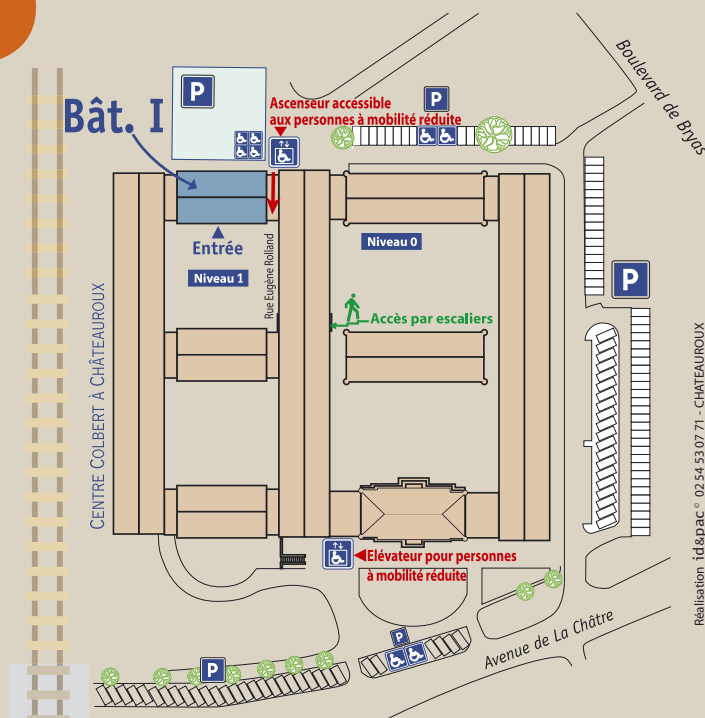 P
Bât. I
Ascenseur accessible
aux personnes à mobilité réduite
P
Boulevard de Bryas
Entrée
Niveau 1
Rue Eugène Rolland
Niveau 0
P
Accès par escaliers
CENTRE COLBERT À CHÂTEAUROUX
Elévateur pour personnes
à mobilité réduite
P
P
Avenue de La Châtre
Réalisation id&pac® 02 54 53 07 71 - CHATEAUROUX